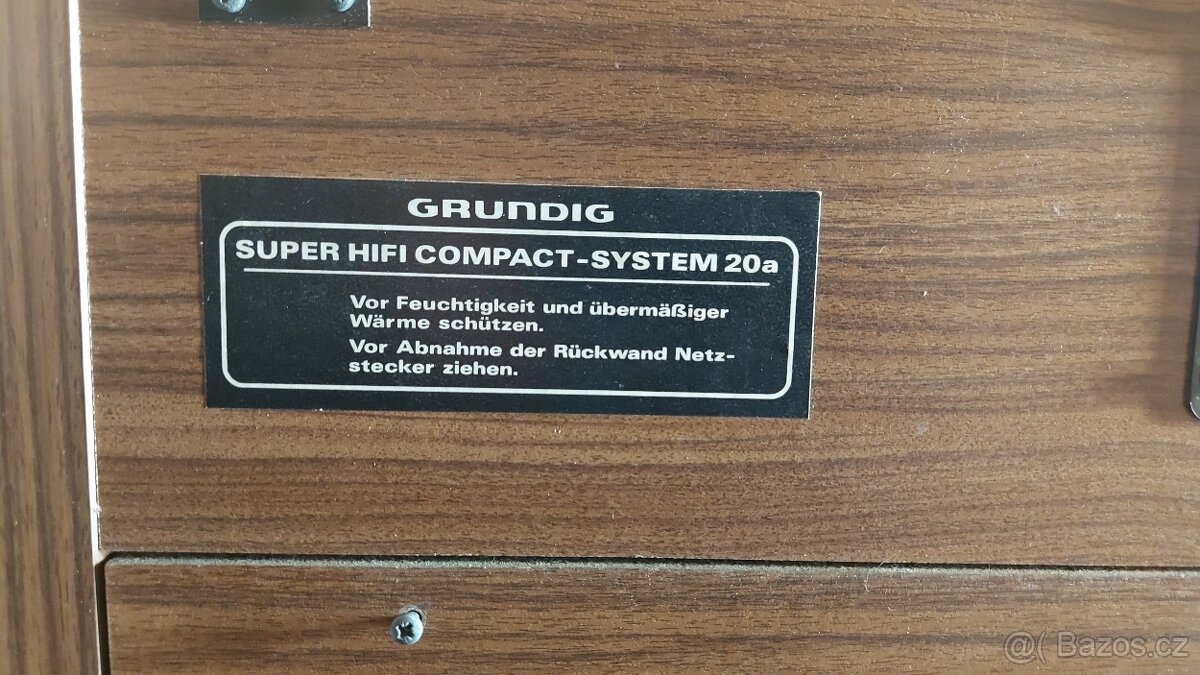 GRUNDIG
SUPER HIFI COMPACT-SYSTEM 20a
Vor Feuchtigkeit und übermäßiger
Wärme schützen.
Vor Abnahme der Rückwand Netz-
stecker ziehen.
@( Bazos.cz